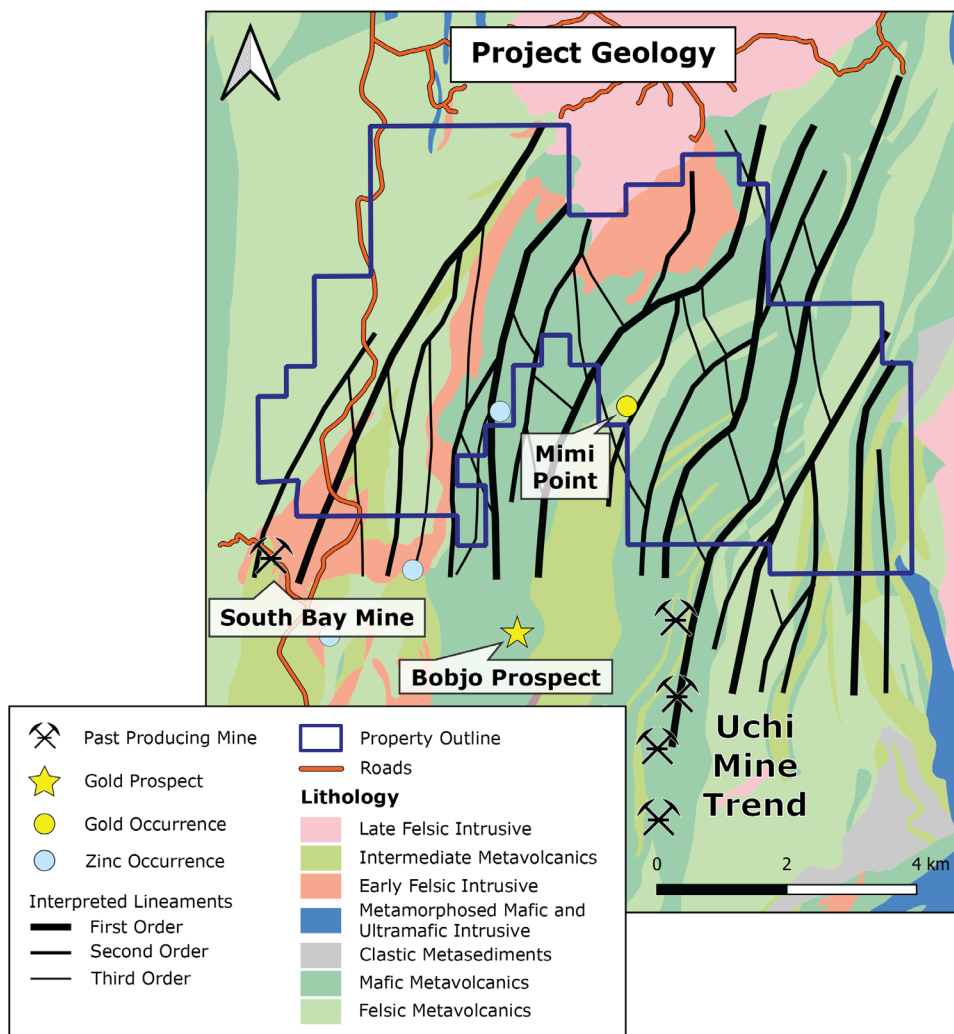 Project Geology
Mimi
Point
South Bay Mine
Bobjo Prospect
Uchi
Mine
Trend
0 2 4 km
Past Producing Mine
Gold Prospect
Gold Occurrence
Zinc Occurrence
Interpreted Lineaments
First Order
Second Order
Third Order
Property Outline
Roads
Lithology
Late Felsic Intrusive
Intermediate Metavolcanics
Early Felsic Intrusive
Metamorphosed Mafic and
Ultramafic Intrusive
Clastic Metasediments
Mafic Metavolcanics
Felsic Metavolcanics